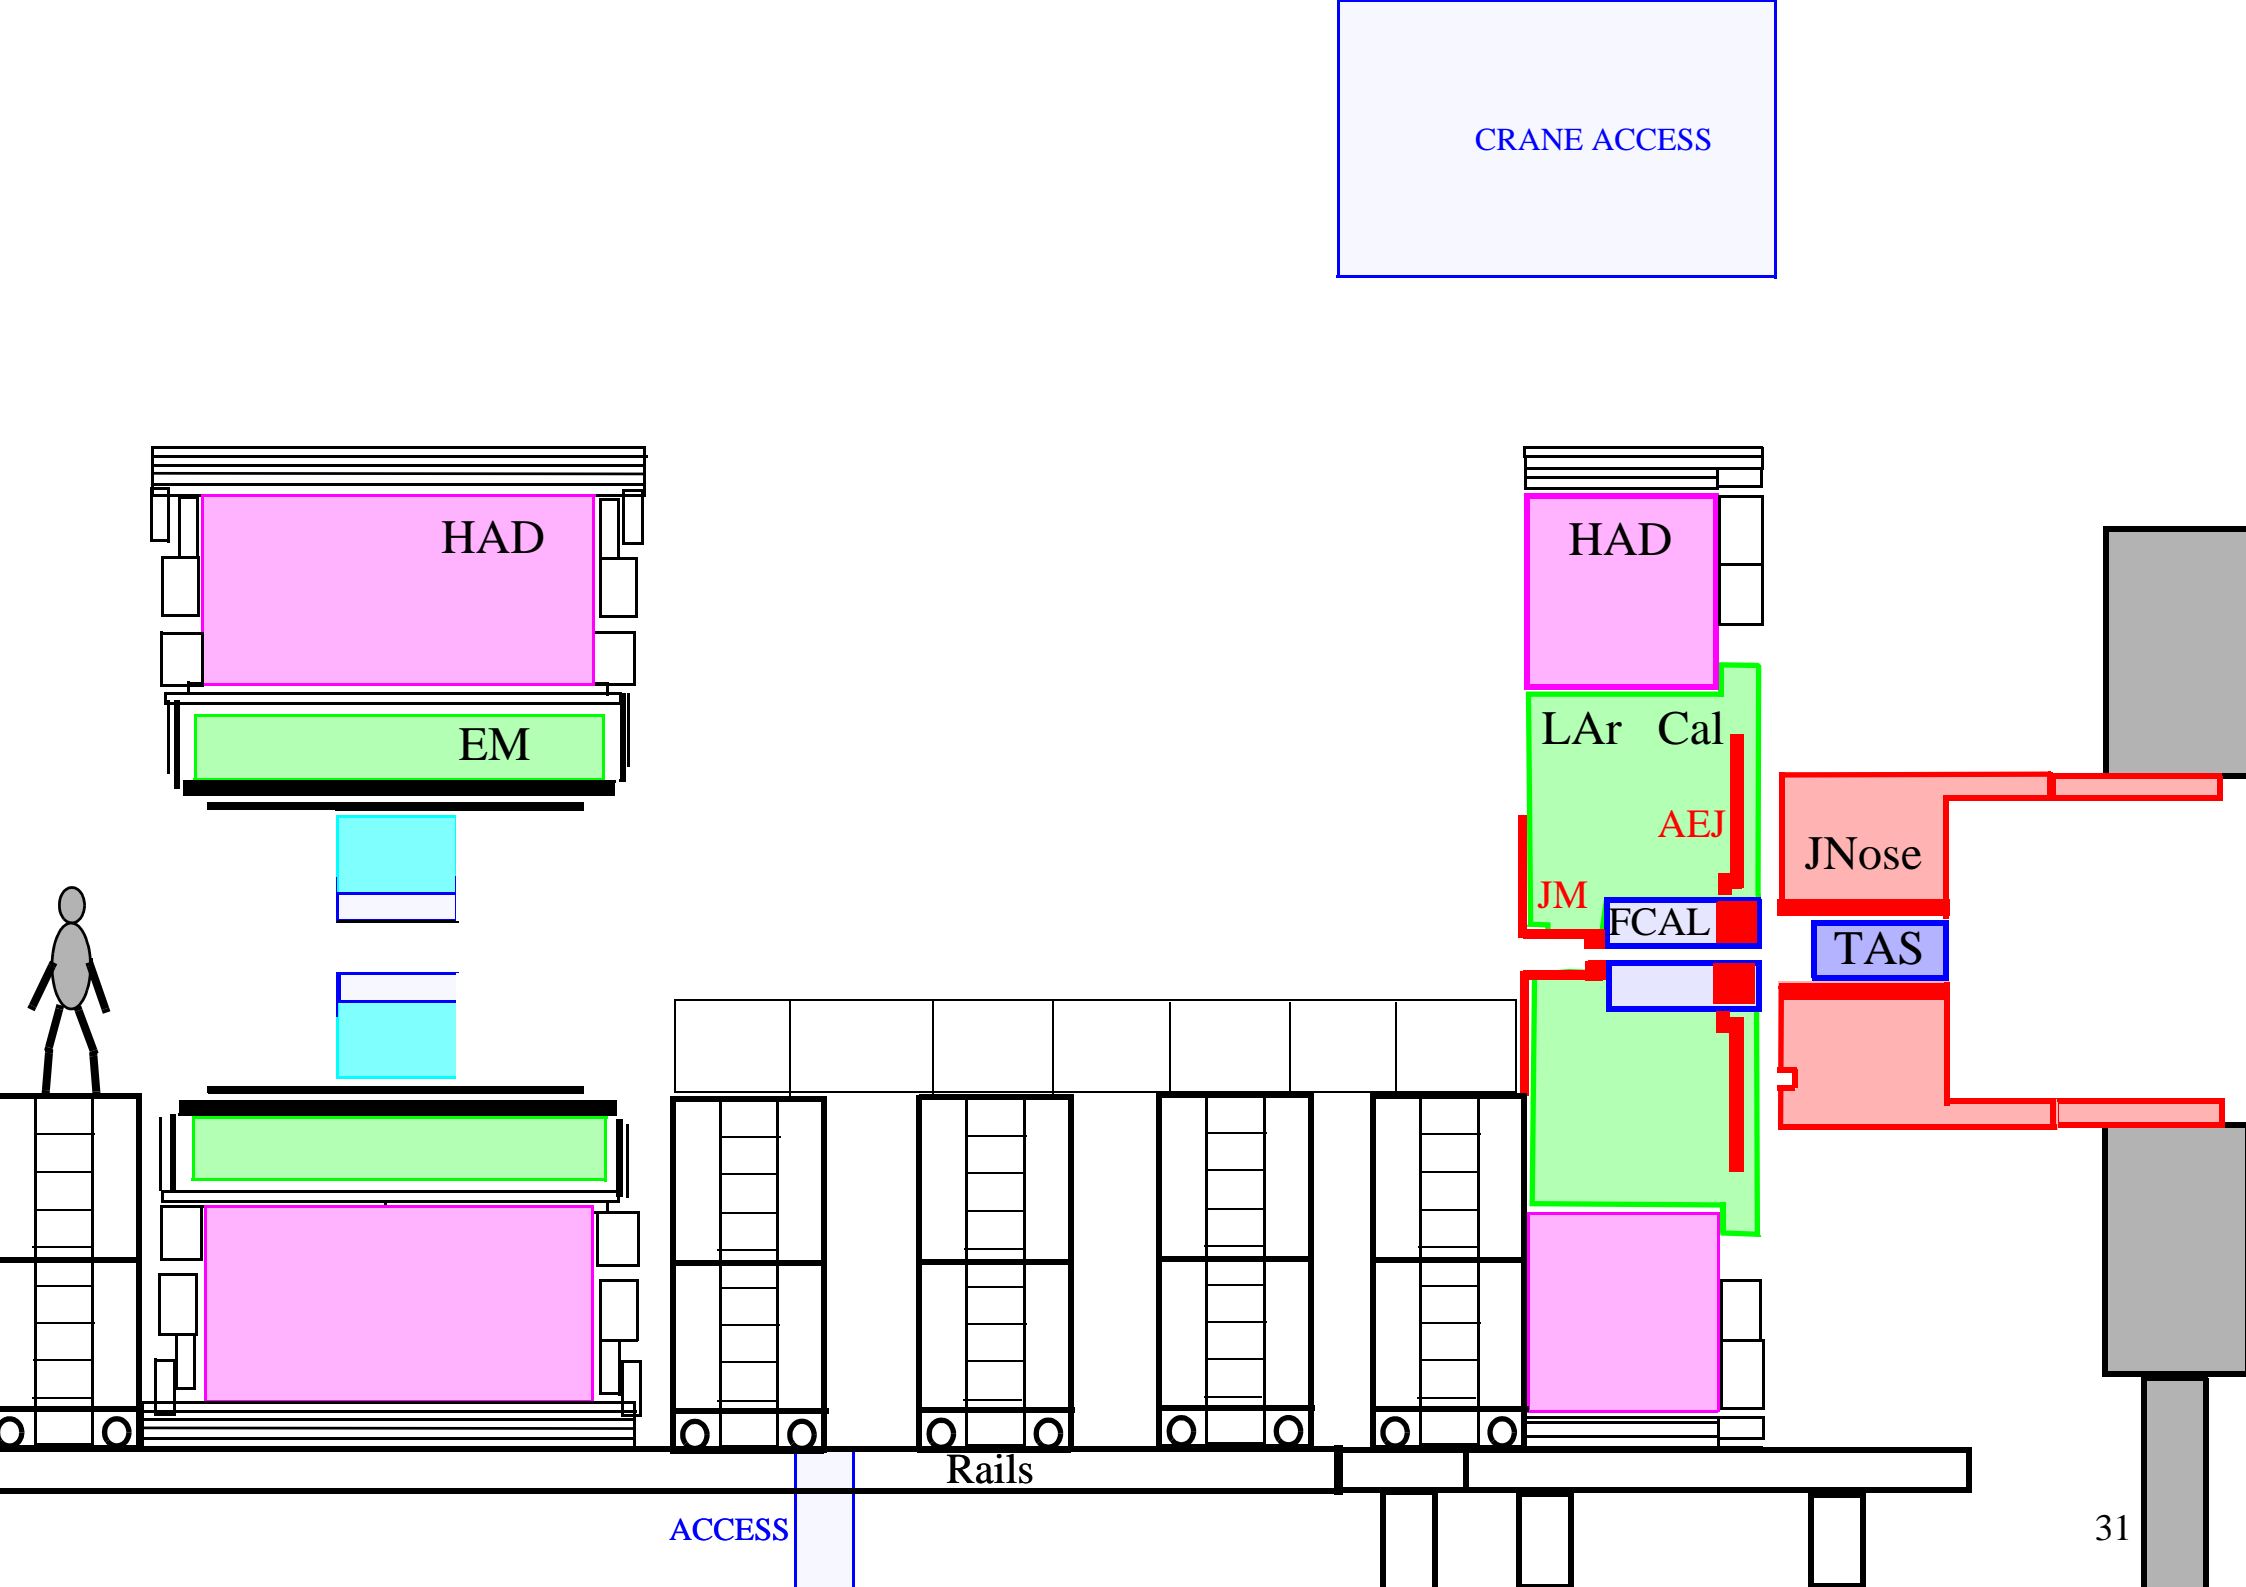 CRANE ACCESS
HAD
HAD
EM
LAr Cal
AEJ
JNose
JM
FCAL
TAS
Rails
ACCESS
31